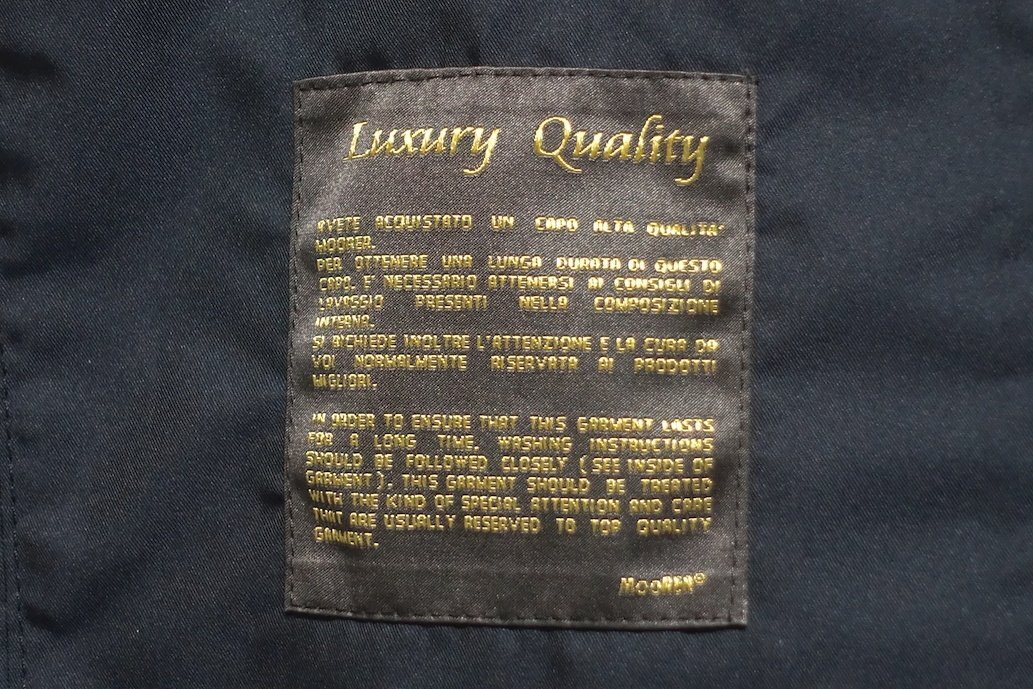 Luxury Quality
AVETE ACQUISTATO UN CAPO ALTA QUALITA'
MOORER.
PER OTTENERE UNA LUNGA DURATA DI QUESTO
CAPO, E' NECESSARIO ATTENERSI AI CONSIGLI DI
LAVAGGIO PRESENTI NELLA COMPOSIZIONE
INTERNA.
SI RICHIEDE INOLTRE L'ATTENZIONE E LA CURA DA
VOI NORMALMENTE RISERVATA AI PRODOTTI
MIGLIORI.
IN ORDER TO ENSURE THAT THIS GARMENT LASTS
FOR A LONG TIME, WASHING INSTRUCTIONS
SHOULD BE FOLLOWED CLOSELY (SEE INSIDE OF
GARMENT). THIS GARMENT SHOULD BE TREATED
WITH THE KIND OF SPECIAL ATTENTION AND CARE
THAT ARE USUALLY RESERVED TO TOP QUALITY
GARMENT.
MOORER®